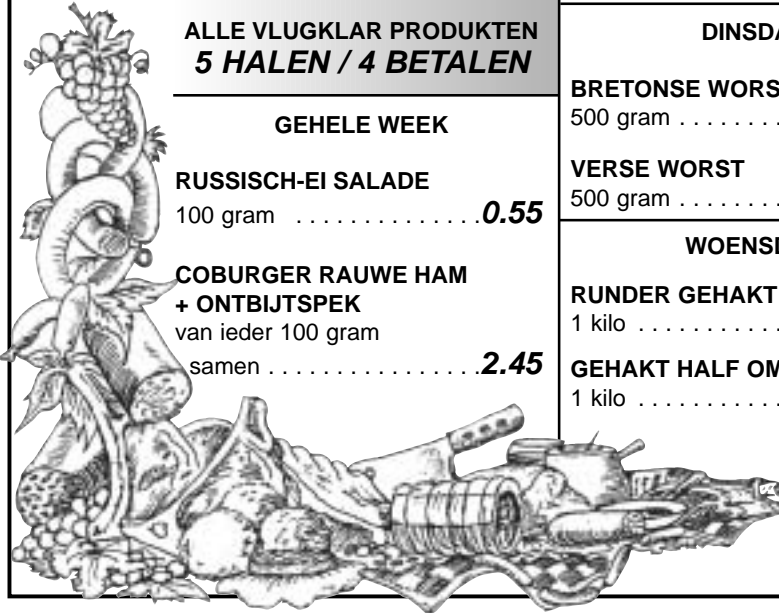 ALLE VLUGKLAR PRODUKTEN
5 HALEN / 4 BETALEN
GEHELE WEEK
RUSSISCH-EI SALADE
100 gram . . . . . . . . . . . . . . 0.55
COBURGER RAUWE HAM
+ ONTBIJTSPEK
van ieder 100 gram
samen . . . . . . . . . . . . . . . . 2.45
BRETONSE
500 gram . . . . . . . .
VERSE WORST
500 gram . . . . . . . .
RUNDER GEHAKT
1 kilo . . . . . . . . . . .
GEHAKT HALF
1 kilo . . . . . . . . . . .